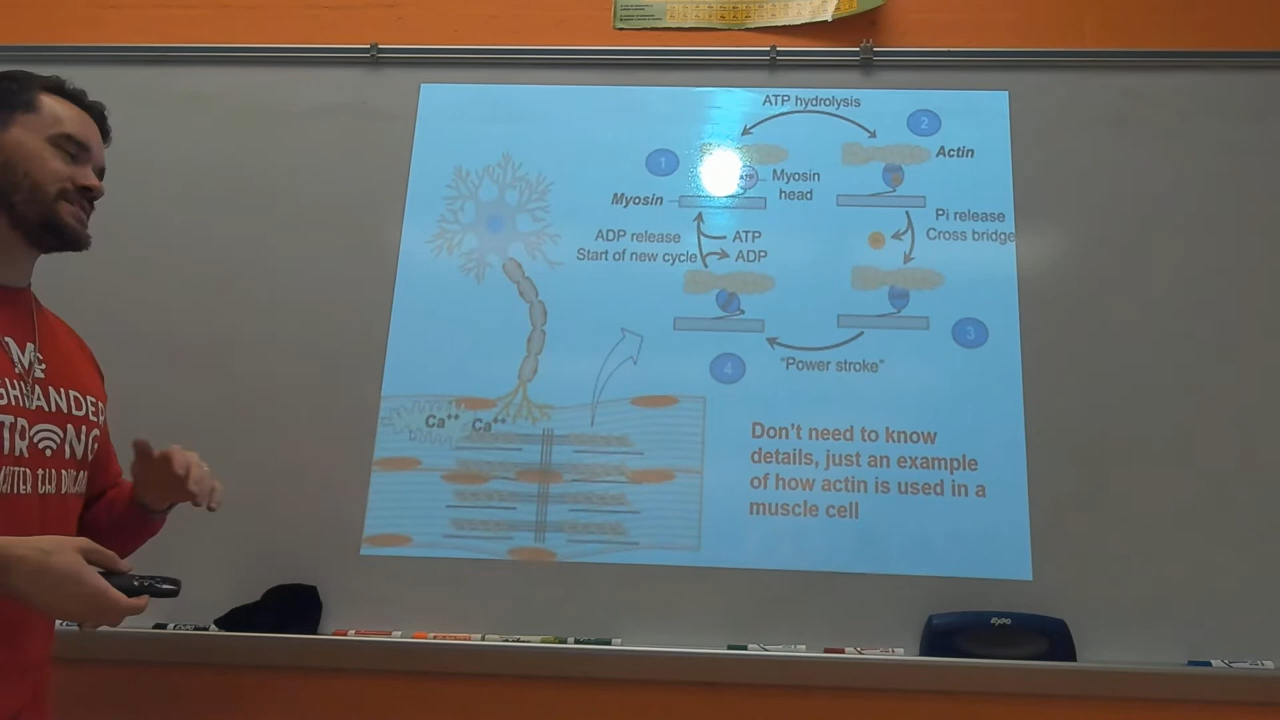 ATP hydrolysis
2
1
Actin
Myosin
head
Myosin
ATP
Pi release
Cross bridge
ADP release
Start of new cycle
ATP
ADP
3
4
"Power stroke"
Ca++
Ca++
Don't need to know
details, just an example
of how actin is used in a
muscle cell
STRONG
EXPO